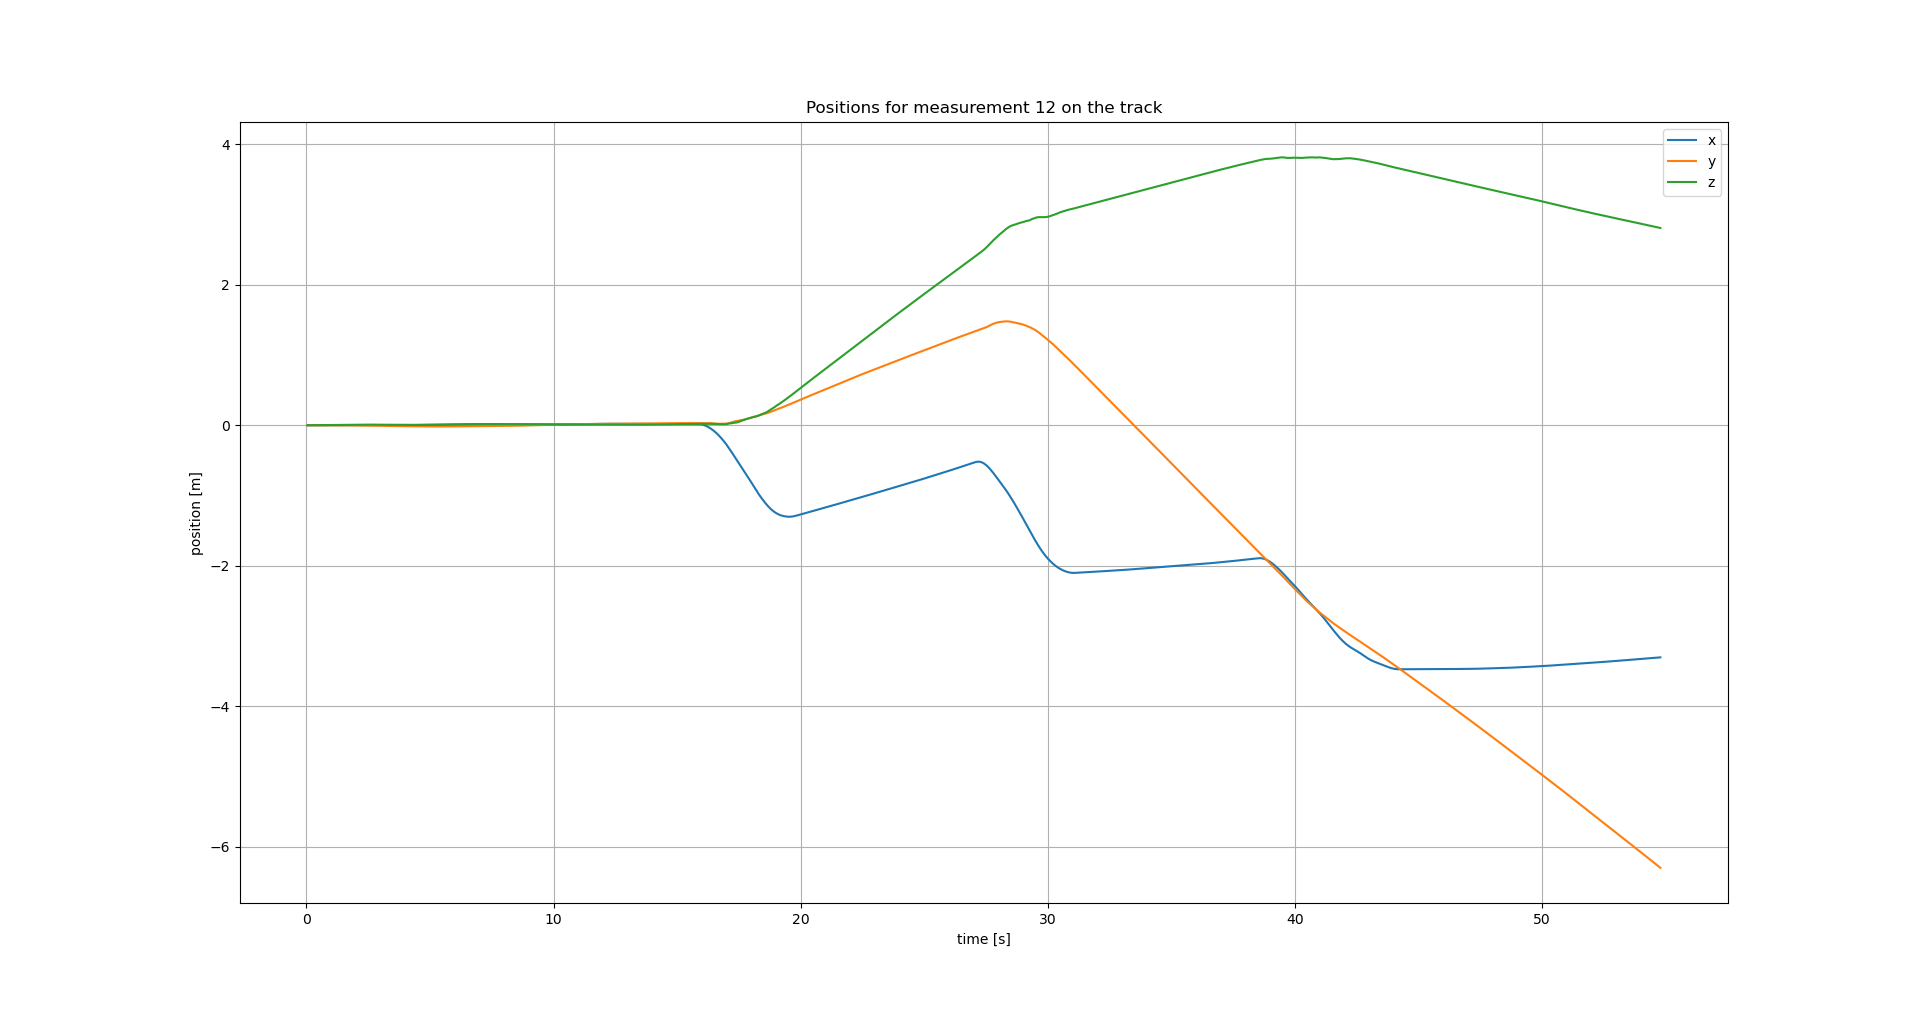 Positions for measurement 12 on the track
x
y
z
4
2
0
−2
−4
−6
position [m]
0 10 20 30 40 50
time [s]